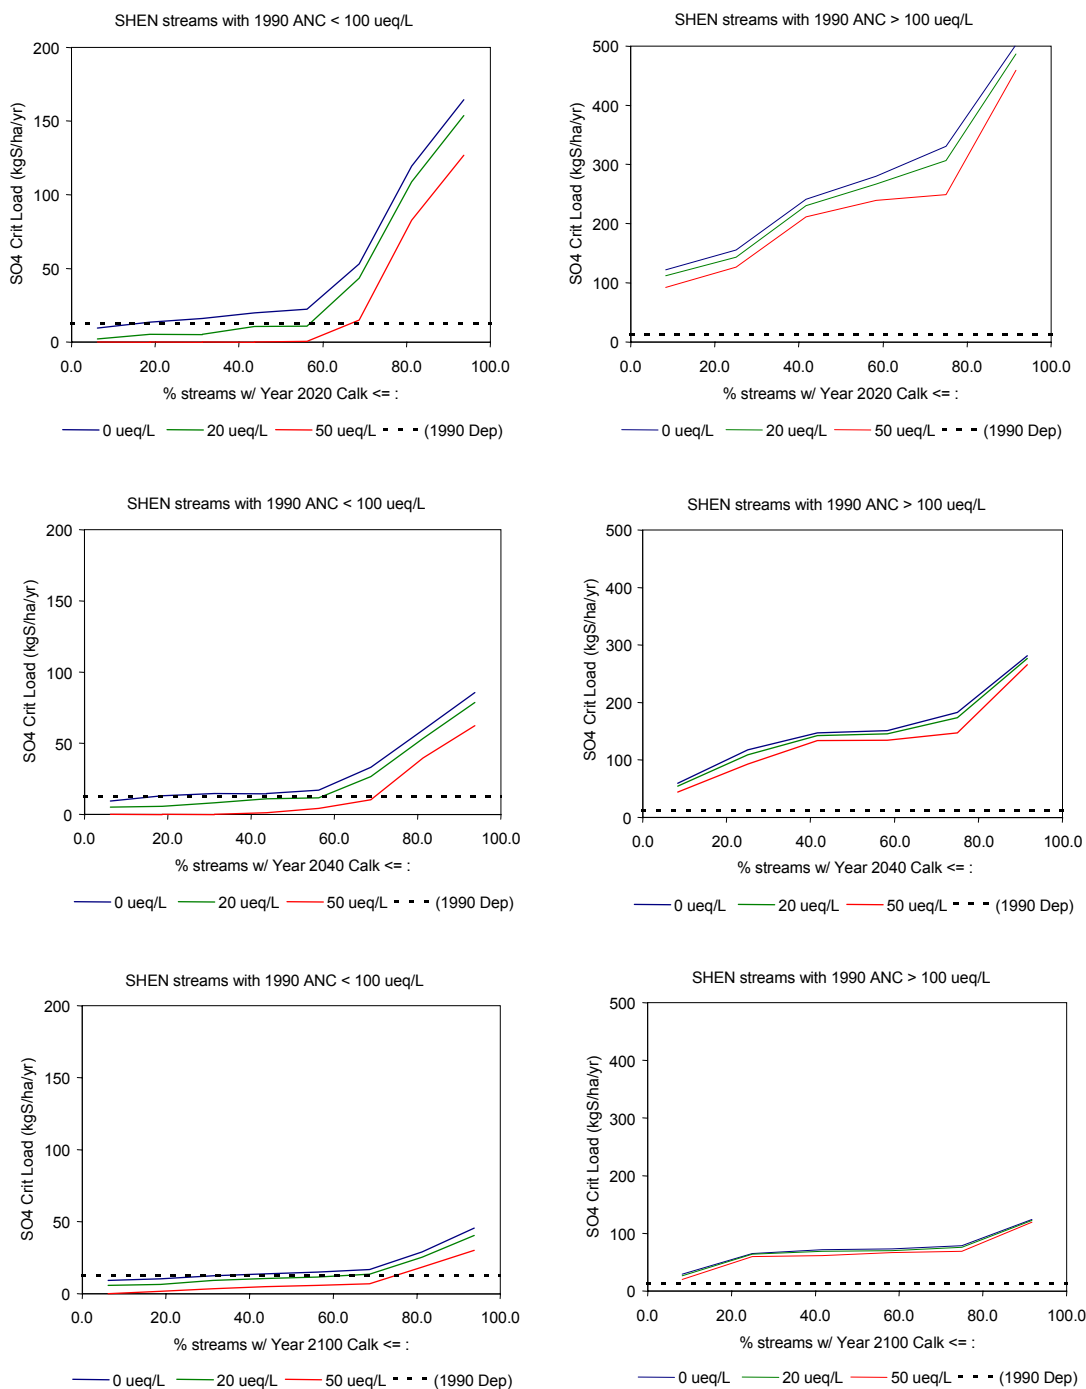 SHEN streams with 1990 ANC < 100 ueq/L
SO4 Crit Load (kgS/ha/yr)
200
150
100
50
0
0.0 20.0 40.0 60.0 80.0 100.0
% streams w/ Year 2020 Calk <= :
0 ueq/L 20 ueq/L 50 ueq/L (1990 Dep)
SHEN streams with 1990 ANC > 100 ueq/L
SO4 Crit Load (kgS/ha/yr)
500
400
300
200
100
0
0.0 20.0 40.0 60.0 80.0 100.0
% streams w/ Year 2020 Calk <= :
0 ueq/L 20 ueq/L 50 ueq/L (1990 Dep)
SHEN streams with 1990 ANC < 100 ueq/L
SO4 Crit Load (kgS/ha/yr)
200
150
100
50
0
0.0 20.0 40.0 60.0 80.0 100.0
% streams w/ Year 2040 Calk <= :
0 ueq/L 20 ueq/L 50 ueq/L (1990 Dep)
SHEN streams with 1990 ANC > 100 ueq/L
SO4 Crit Load (kgS/ha/yr)
500
400
300
200
100
0
0.0 20.0 40.0 60.0 80.0 100.0
% streams w/ Year 2040 Calk <= :
0 ueq/L 20 ueq/L 50 ueq/L (1990 Dep)
SHEN streams with 1990 ANC < 100 ueq/L
SO4 Crit Load (kgS/ha/yr)
200
150
100
50
0
0.0 20.0 40.0 60.0 80.0 100.0
% streams w/ Year 2100 Calk <= :
0 ueq/L 20 ueq/L 50 ueq/L (1990 Dep)
SHEN streams with 1990 ANC > 100 ueq/L
SO4 Crit Load (kgS/ha/yr)
500
400
300
200
100
0
0.0 20.0 40.0 60.0 80.0 100.0
% streams w/ Year 2100 Calk <= :
0 ueq/L 20 ueq/L 50 ueq/L (1990 Dep)